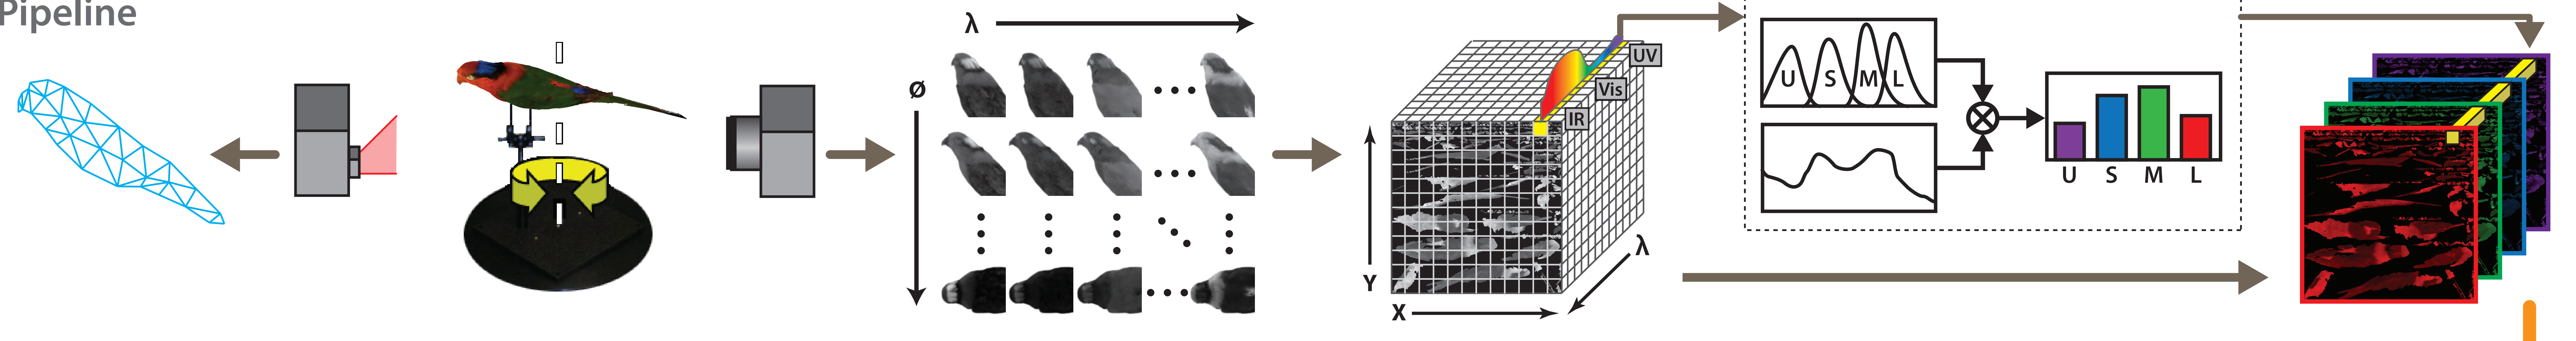 Pipeline
λ
Ø
UV
Vis
IR
λ
Y
X
U S M L
U S M L